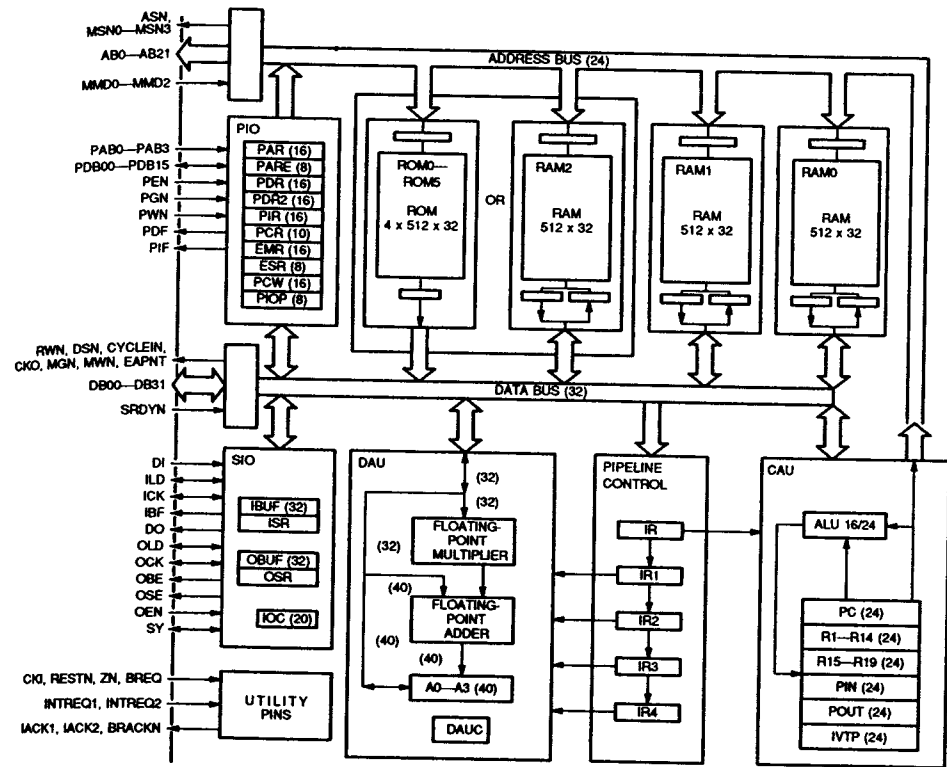 ASN,
MSN0—MSN3
AB0—AB21
MMD0—MMD2
ADDRESS BUS (24)
PIO
PAR (16)
PARE (8)
PDR (16)
PDR2 (16)
PIR (16)
PCR (10)
EMR (16)
ESR (8)
PCW (16)
PIOP (8)
PAB0—PAB3
PDB00—PDB15
PEN
PGN
PWN
PDF
PIF
ROM0—
ROM5
ROM
4 x 512 x 32
OR
RAM2
RAM
512 x 32
RAM1
RAM
512 x 32
RAM0
RAM
512 x 32
RWN, DSN, CYCLEIN,
CKO, MGN, MWN, EAPNT
DB00—DB31
SRDYN
DATA BUS (32)
DI
ILD
ICK
IBF
DO
OLD
OCK
OBE
OSE
OEN
SY
SIO
IBUF (32)
ISR
OBUF (32)
OSR
IOC (20)
CKI, RESTN, ZN, BREQ
INTREQ1, INTREQ2
IACK1, IACK2, BRACKN
UTILITY
PINS
DAU
(32)
(32)
FLOATING-
POINT
MULTIPLIER
(32)
(40)
FLOATING-
POINT
ADDER
(40)
(40)
A0—A3 (40)
DAUC
PIPELINE
CONTROL
IR
IR1
IR2
IR3
IR4
CAU
ALU 16/24
PC (24)
R1—R14 (24)
R15—R19 (24)
PIN (24)
POUT (24)
IVTP (24)